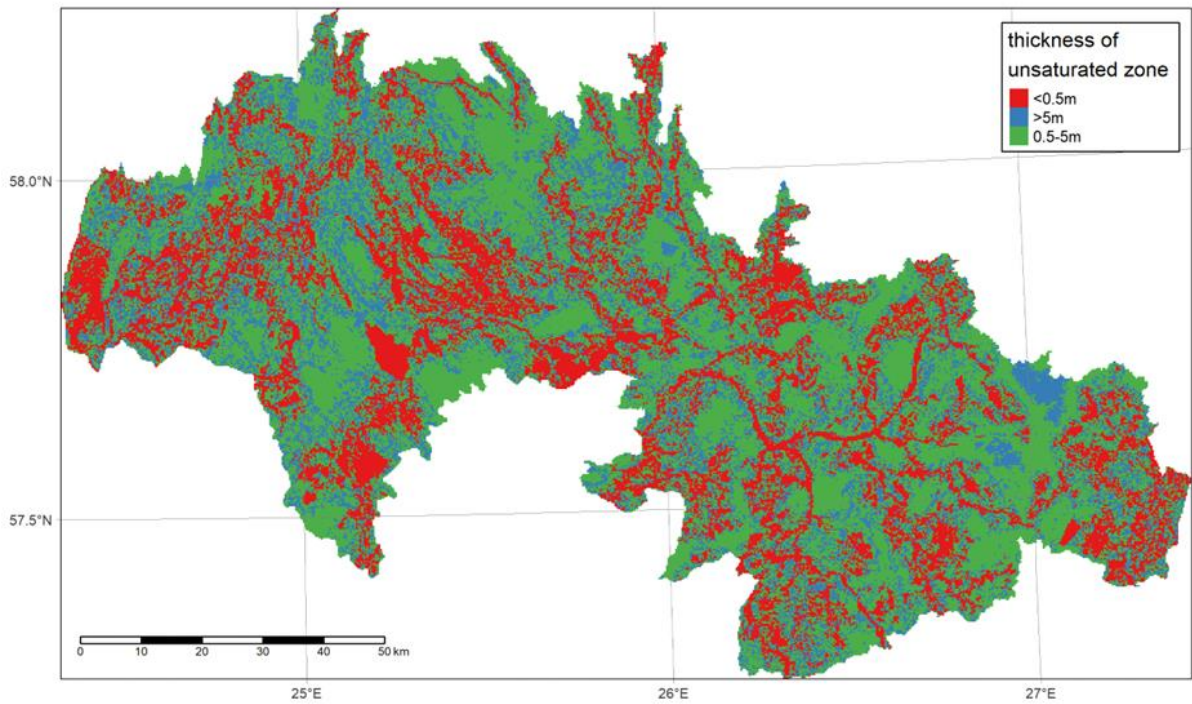 thickness of
unsaturated zone
<0.5m
>5m
0.5-5m
58.0°N
57.5°N
0 10 20 30 40 50 km
25°E 26°E 27°E